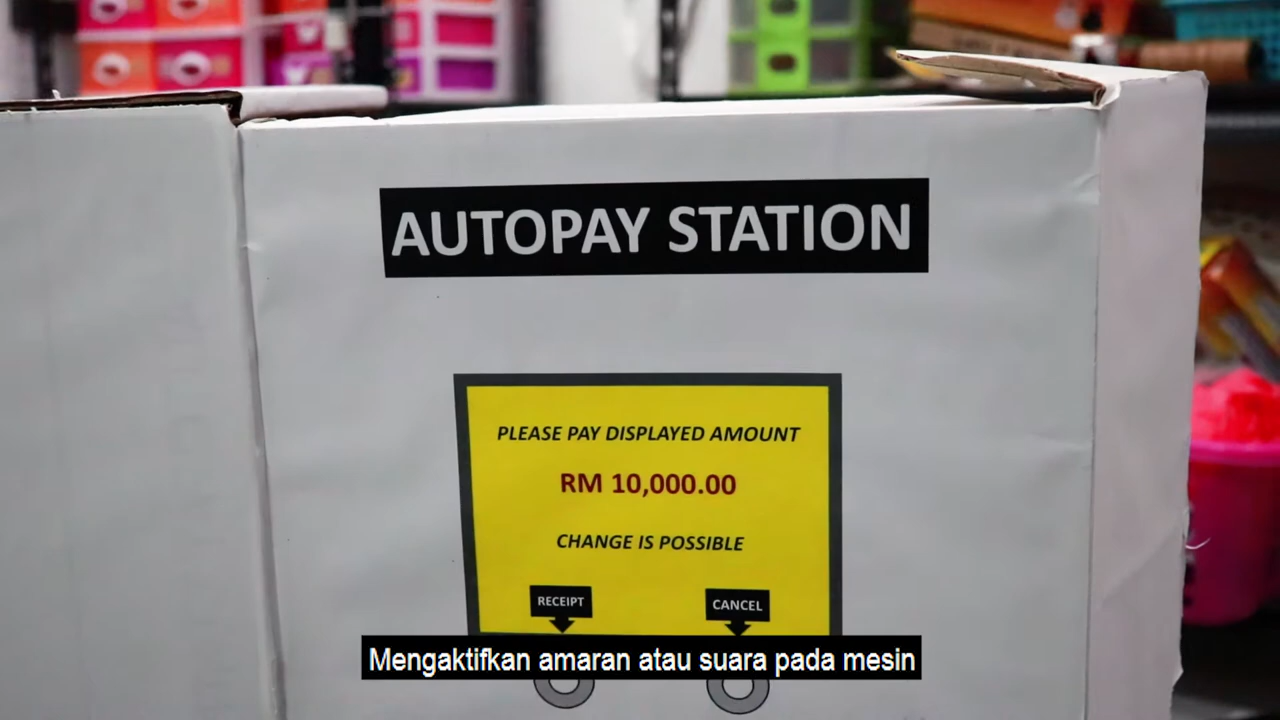 AUTOPAY STATION
PLEASE PAY DISPLAYED AMOUNT
RM 10,000.00
CHANGE IS POSSIBLE
RECEIPT
CANCEL
Mengaktifkan amaran atau suara pada mesin